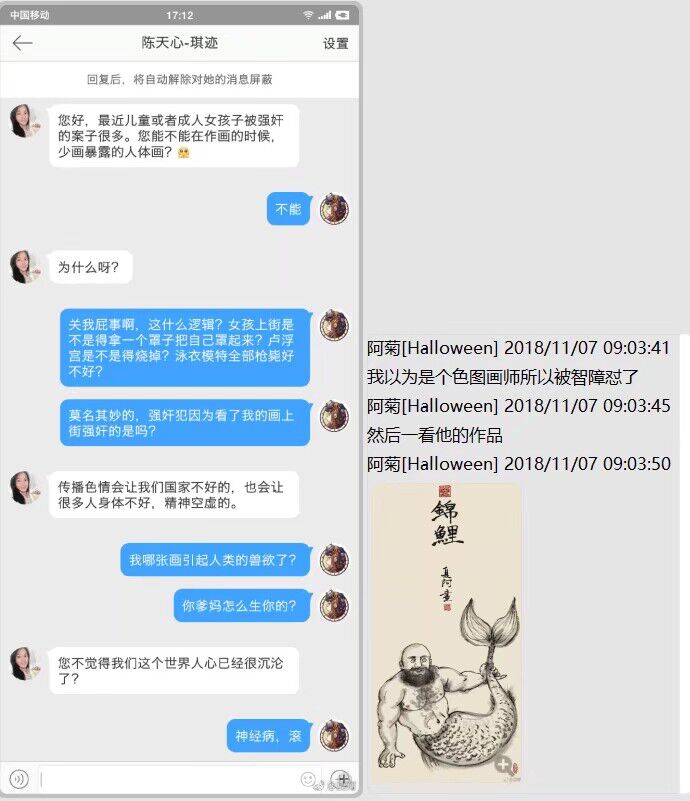 中国移动
17:12
陈天心-琪迹
设置
回复后，将自动解除对她的消息屏蔽
您好，最近儿童或者成人女孩子被强奸
的案子很多。您能不能在作画的时候，
少画暴露的人体画？
不能
为什么呀？
关我屁事啊，这什么逻辑？女孩上街是
不是得拿一个罩子把自己罩起来？卢浮
宫是不是得烧掉？泳衣模特全部枪毙好
不好？
莫名其妙的，强奸犯因为看了我的画上
街强奸的是吗？
传播色情会让我们国家不好的，也会让
很多人身体不好，精神空虚的。
我哪张画引起人类的兽欲了？
你爹妈怎么生你的？
您不觉得我们这个世界人心已经很沉沦
了？
神经病，滚
阿菊[Halloween] 2018/11/07 09:03:41
我以为是个色图画师所以被智障怼了
阿菊[Halloween] 2018/11/07 09:03:45
然后一看他的作品
阿菊[Halloween] 2018/11/07 09:03:50
錦
鯉